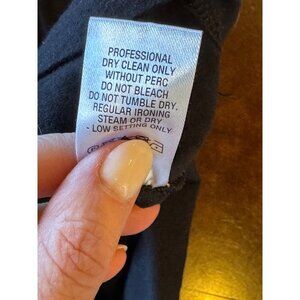 PROFESSIONAL
DRY CLEAN ONLY
WITHOUT PERC
DO NOT BLEACH
DO NOT TUMBLE DRY.
REGULAR IRONING
STEAM OR DRY
- LOW SETTING ONLY